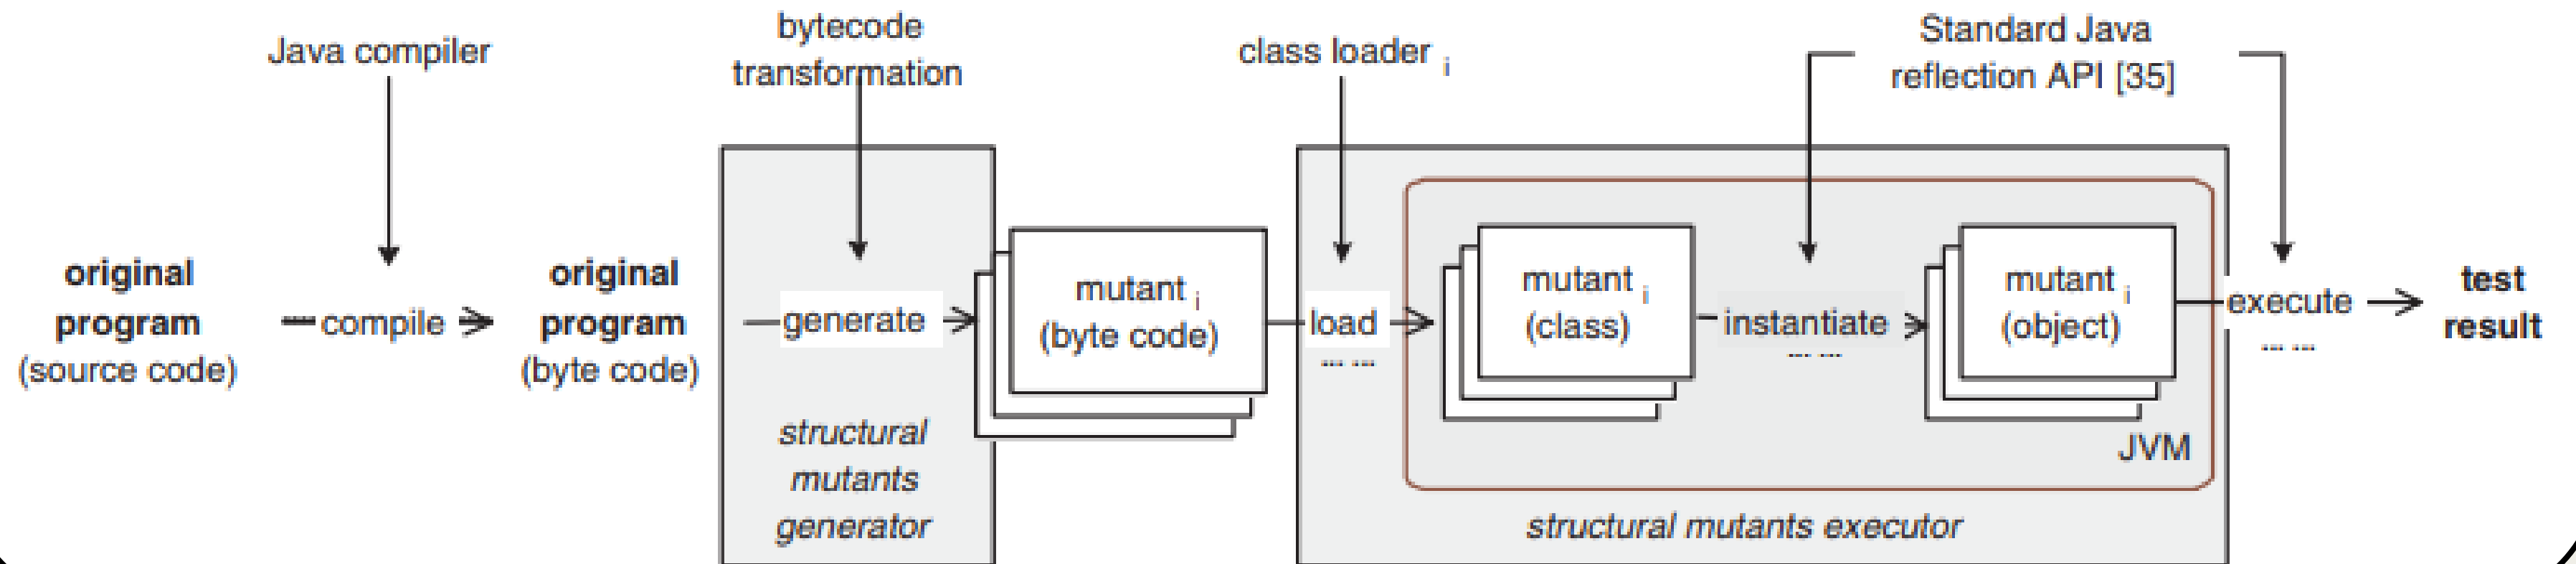 Java compiler
bytecode
transformation
class loader i
Standard Java
reflection API [35]
original
program
(source code)
compile
original
program
(byte code)
generate
structural
mutants
generator
mutant i
(byte code)
load
... ...
mutant i
(class)
instantiate
... ...
mutant i
(object)
JVM
structural mutants executor
execute
... ...
test
result